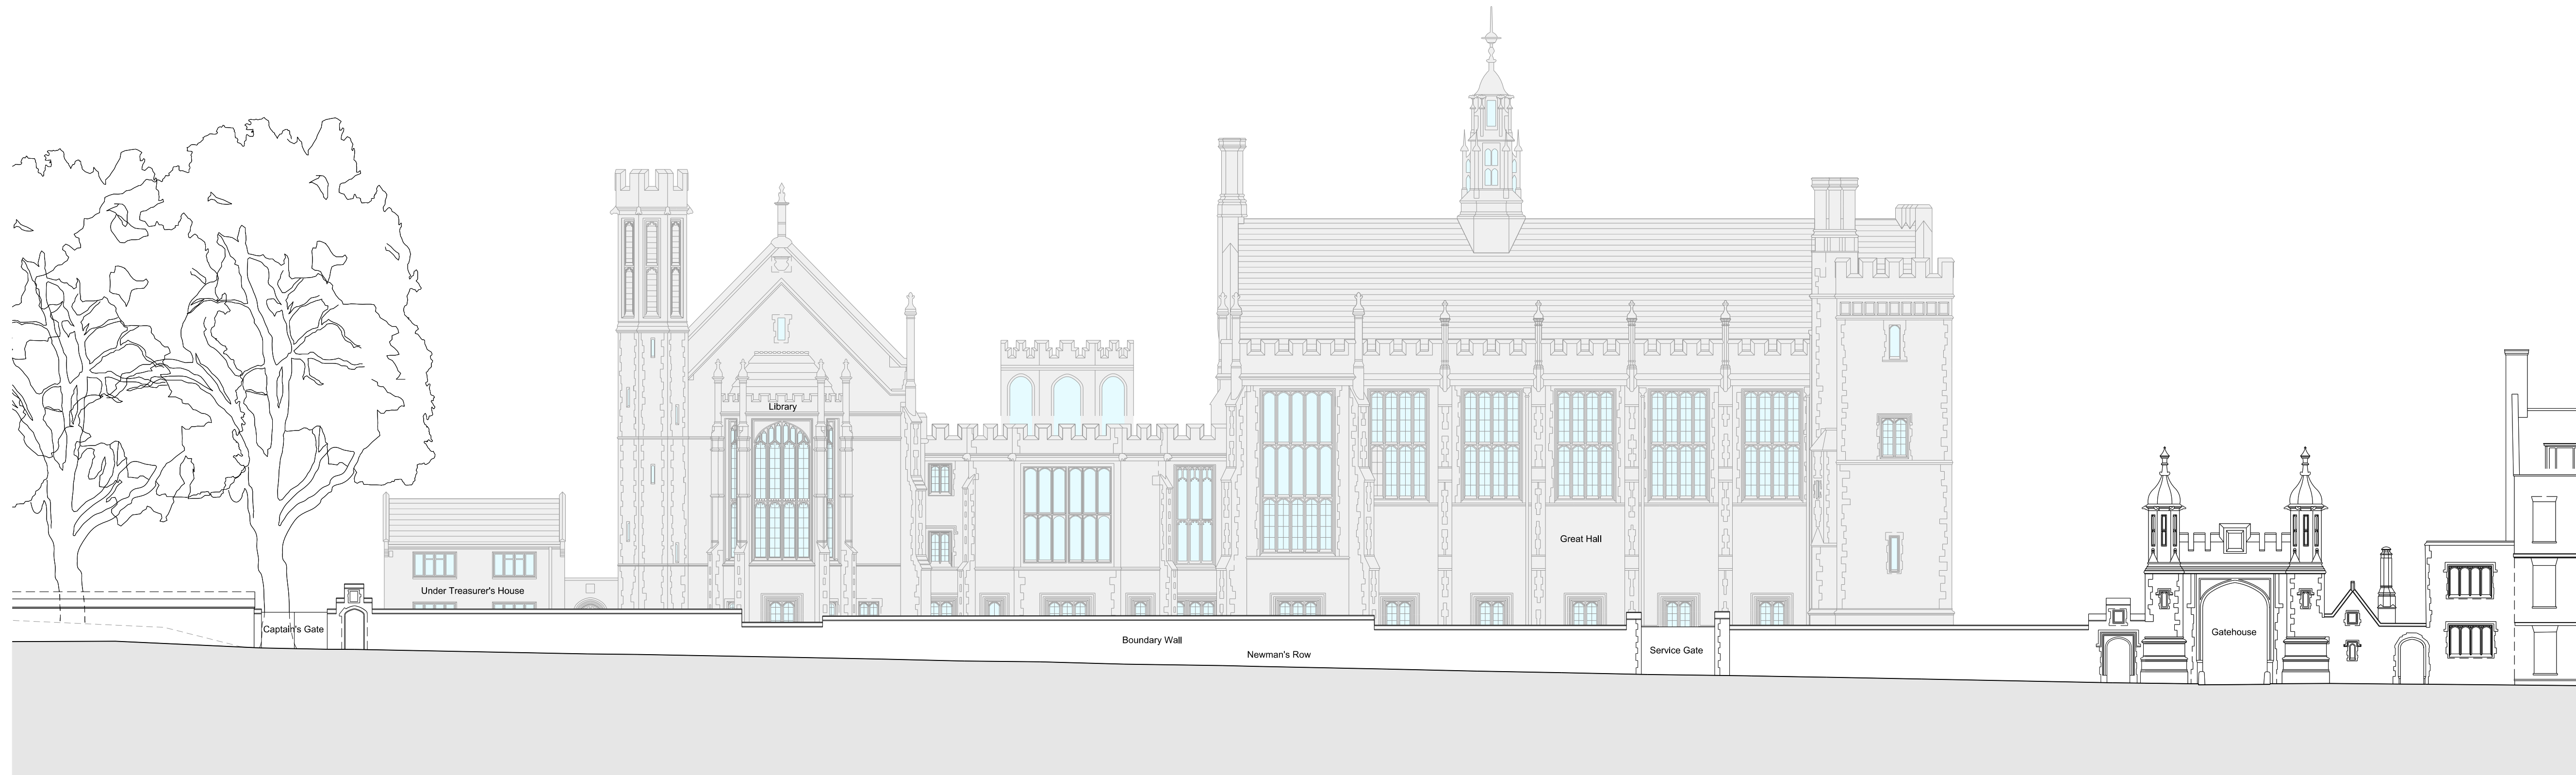 Library
Great Hall
Under Treasurer's House
Captain's Gate
Gatehouse
Boundary Wall
Service Gate
Newman's Row